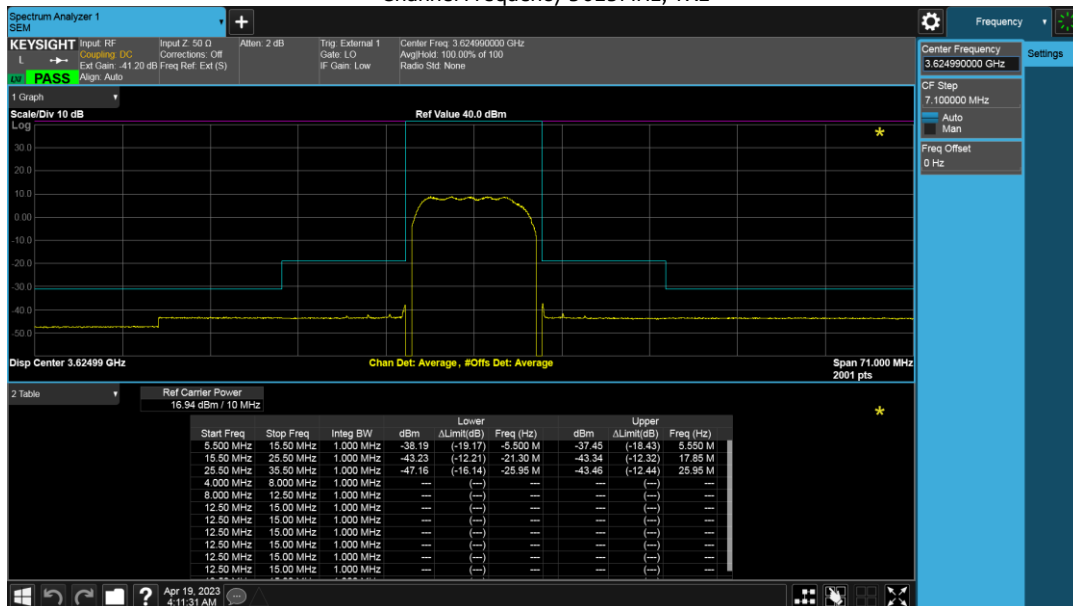 Channel Frequency 3625MHz, TX2
Spectrum Analyzer 1
SEM
+
Frequency
KEYSIGHT
L
PASS
Input: RF
Coupling: DC
Ext Gain: -41.20 dB
Align: Auto
Input Z: 50 Ω
Corrections: Off
Freq Ref: Ext (S)
Atten: 2 dB
Trig: External 1
Gate: LO
IF Gain: Low
Center Freq: 3.624990000 GHz
Avg|Hold: 100.00% of 100
Radio Std: None
Center Frequency
3.624990000 GHz
Settings
CF Step
7.100000 MHz
Auto
Man
Freq Offset
0 Hz
1 Graph
Scale/Div 10 dB
Ref Value 40.0 dBm
Log
30.0
20.0
10.0
0.00
-10.0
-20.0
-30.0
-40.0
-50.0
Disp Center 3.62499 GHz
Chan Det: Average, #Offs Det: Average
Span 71.000 MHz
2001 pts
2 Table
Ref Carrier Power
16.94 dBm / 10 MHz
Lower Upper
Start Freq Stop Freq Integ BW dBm ΔLimit(dB) Freq (Hz) dBm ΔLimit(dB) Freq (Hz)
5.500 MHz 15.50 MHz 1.000 MHz -38.19 (-19.17) -5.500 M -37.45 (-18.43) 5.550 M
15.50 MHz 25.50 MHz 1.000 MHz -43.23 (-12.21) -21.30 M -43.34 (-12.32) 17.85 M
25.50 MHz 35.50 MHz 1.000 MHz -47.16 (-16.14) -25.95 M -43.46 (-12.44) 25.95 M
4.000 MHz 8.000 MHz 1.000 MHz --- (---) --- --- (---) ---
8.000 MHz 12.50 MHz 1.000 MHz --- (---) --- --- (---) ---
12.50 MHz 15.00 MHz 1.000 MHz --- (---) --- --- (---) ---
12.50 MHz 15.00 MHz 1.000 MHz --- (---) --- --- (---) ---
12.50 MHz 15.00 MHz 1.000 MHz --- (---) --- --- (---) ---
12.50 MHz 15.00 MHz 1.000 MHz --- (---) --- --- (---) ---
12.50 MHz 15.00 MHz 1.000 MHz --- (---) --- --- (---) ---
12.50 MHz 15.00 MHz 1.000 MHz --- (---) --- --- (---) ---
?
Apr 19, 2023
4:11:31 AM